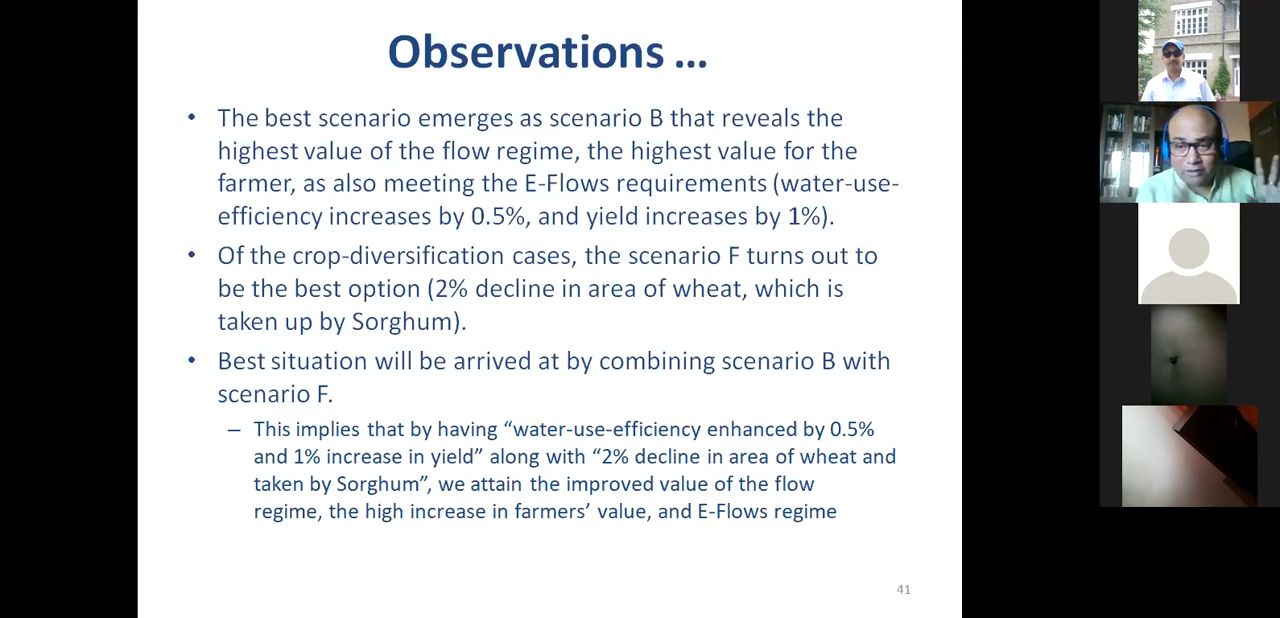 Observations ...
• The best scenario emerges as scenario B that reveals the
highest value of the flow regime, the highest value for the
farmer, as also meeting the E-Flows requirements (water-use-
efficiency increases by 0.5%, and yield increases by 1%).
• Of the crop-diversification cases, the scenario F turns out to
be the best option (2% decline in area of wheat, which is
taken up by Sorghum).
• Best situation will be arrived at by combining scenario B with
scenario F.
– This implies that by having “water-use-efficiency enhanced by 0.5%
and 1% increase in yield” along with “2% decline in area of wheat and
taken by Sorghum”, we attain the improved value of the flow
regime, the high increase in farmers’ value, and E-Flows regime
41